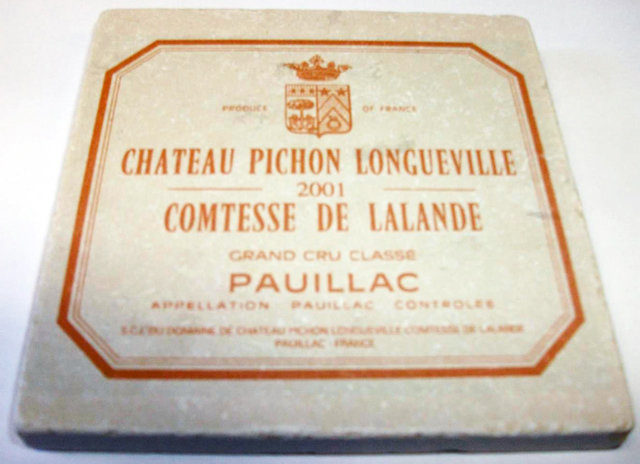 PRODUCE OF FRANCE
CHATEAU PICHON LONGUEVILLE
2001
COMTESSE DE LALANDE
GRAND CRU CLASSÉ
PAUILLAC
APPELLATION PAUILLAC CONTROLÉE
S.C.I. DU DOMAINE DE CHATEAU PICHON LONGUEVILLE COMTESSE DE LALANDE
PAUILLAC - FRANCE